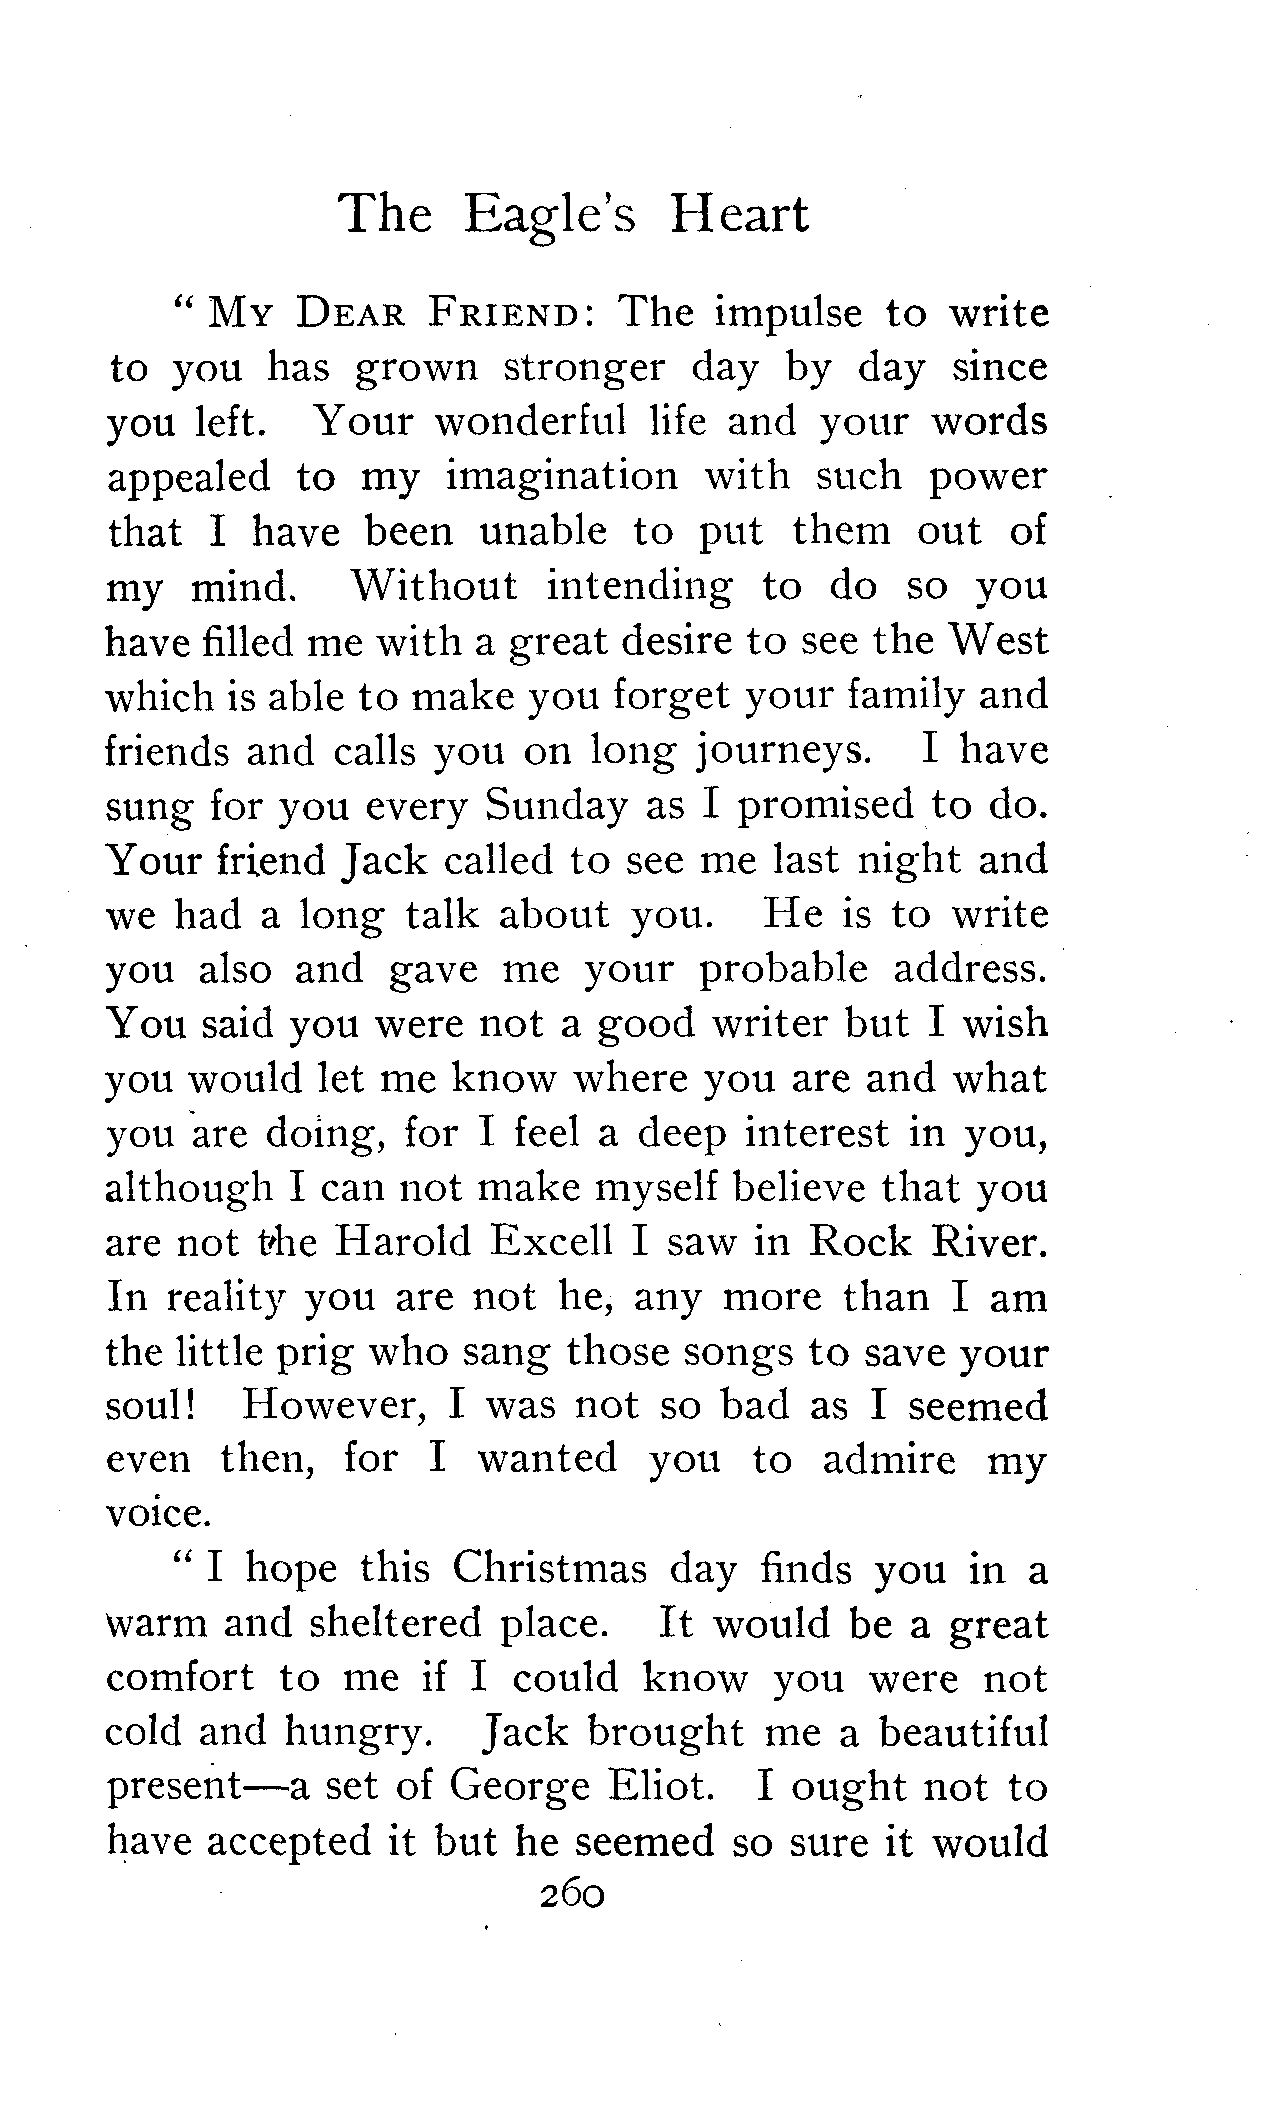 The Eagle's Heart
" MY DEAR FRIEND: The impulse to write
to you has grown stronger day by day since
you left. Your wonderful life and your words
appealed to my imagination with such power
that I have been unable to put them out of
my mind. Without intending to do so you
have filled me with a great desire to see the West
which is able to make you forget your family and
friends and calls you on long journeys. I have
sung for you every Sunday as I promised to do.
Your friend Jack called to see me last night and
we had a long talk about you. He is to write
you also and gave me your probable address.
You said you were not a good writer but I wish
you would let me know where you are and what
you are doing, for I feel a deep interest in you,
although I can not make myself believe that you
are not the Harold Excell I saw in Rock River.
In reality you are not he, any more than I am
the little prig who sang those songs to save your
soul! However, I was not so bad as I seemed
even then, for I wanted you to admire my
voice.
" I hope this Christmas day finds you in a
warm and sheltered place. It would be a great
comfort to me if I could know you were not
cold and hungry. Jack brought me a beautiful
present—a set of George Eliot. I ought not to
have accepted it but he seemed so sure it would
260